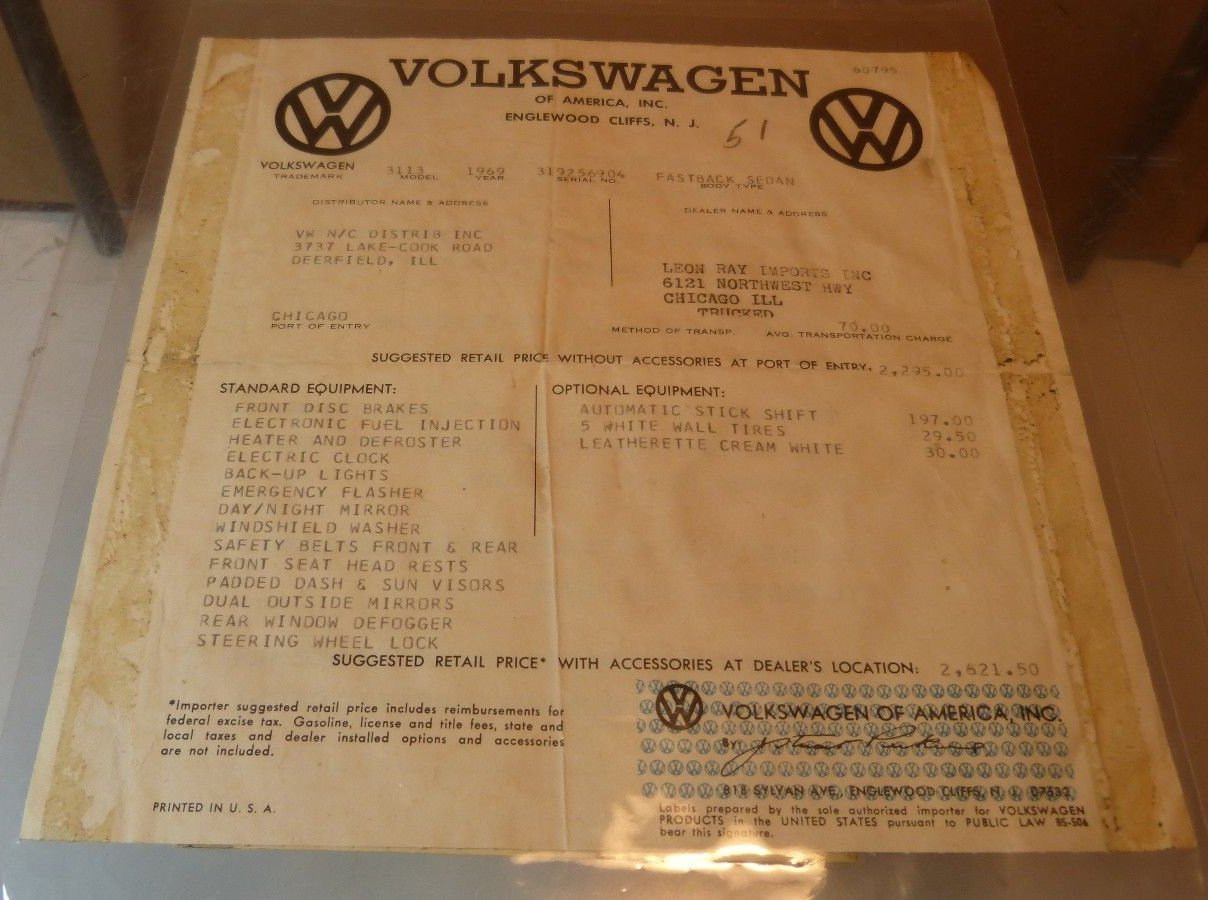 VOLKSWAGEN
60795
OF AMERICA, INC.
ENGLEWOOD CLIFFS, N. J.
51
VOLKSWAGEN
TRADEMARK
3113
MODEL
1969
YEAR
319256904
SERIAL NO.
FASTBACK SEDAN
BODY TYPE
DISTRIBUTOR NAME & ADDRESS
DEALER NAME & ADDRESS
VW N/C DISTRIB INC
3737 LAKE-COOK ROAD
DEERFIELD, ILL
LEON RAY IMPORTS INC
6121 NORTHWEST HWY
CHICAGO ILL
TRUCKED
CHICAGO
PORT OF ENTRY
METHOD OF TRANSP.
70.00
AVG. TRANSPORTATION CHARGE
SUGGESTED RETAIL PRICE WITHOUT ACCESSORIES AT PORT OF ENTRY. 2,295.00
STANDARD EQUIPMENT:
FRONT DISC BRAKES
ELECTRONIC FUEL INJECTION
HEATER AND DEFROSTER
ELECTRIC CLOCK
BACK-UP LIGHTS
EMERGENCY FLASHER
DAY/NIGHT MIRROR
WINDSHIELD WASHER
SAFETY BELTS FRONT & REAR
FRONT SEAT HEAD RESTS
PADDED DASH & SUN VISORS
DUAL OUTSIDE MIRRORS
REAR WINDOW DEFOGGER
STEERING WHEEL LOCK
OPTIONAL EQUIPMENT:
AUTOMATIC STICK SHIFT 197.00
5 WHITE WALL TIRES 29.50
LEATHERETTE CREAM WHITE 30.00
SUGGESTED RETAIL PRICE* WITH ACCESSORIES AT DEALER'S LOCATION: 2,621.50
*Importer suggested retail price includes reimbursements for
federal excise tax. Gasoline, license and title fees, state and
local taxes and dealer installed options and accessories
are not included.
VOLKSWAGEN OF AMERICA, INC.
By:
818 SYLVAN AVE., ENGLEWOOD CLIFFS, N. J. 07632
Labels prepared by the sole authorized importer for VOLKSWAGEN
PRODUCTS in the UNITED STATES pursuant to PUBLIC LAW 85-506
bear this signature.
PRINTED IN U. S. A.